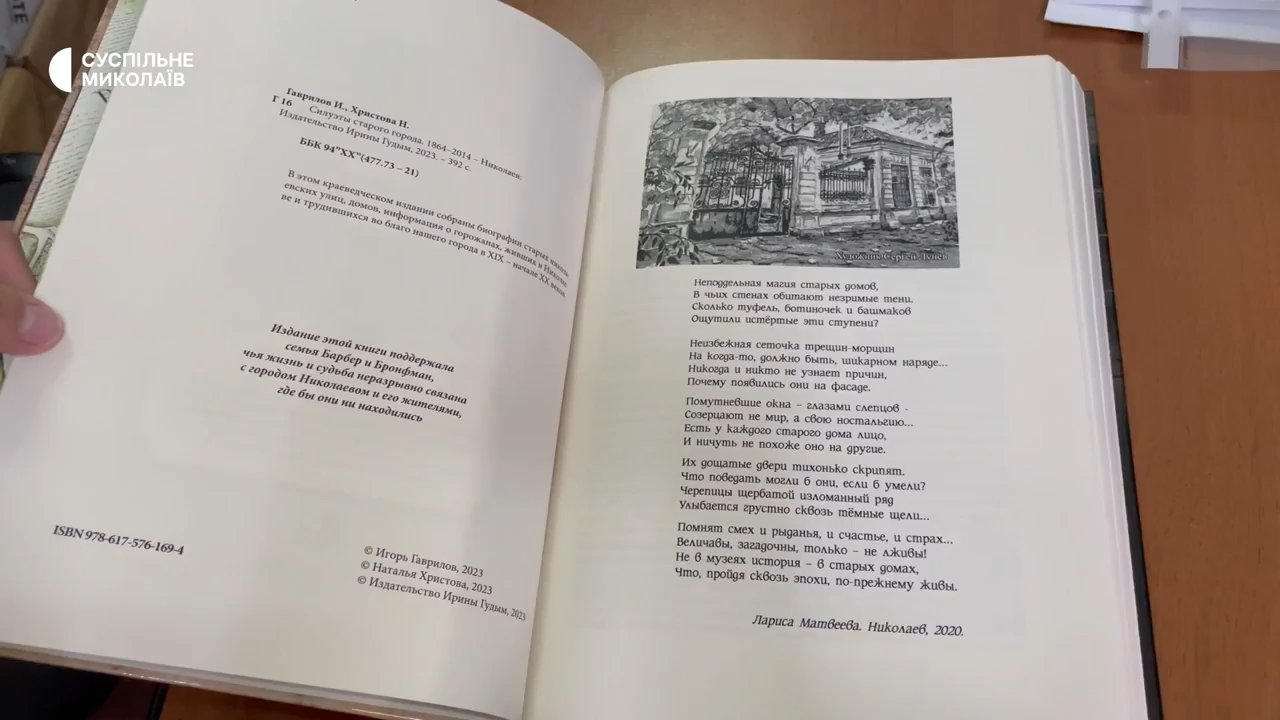 СУСПІЛЬНЕ
МИКОЛАЇВ
Гаврилов И., Христова Н.
Г 16 Силуэты старого города. 1864–2014 – Николаев:
Издательство Ирины Гудым, 2023. – 392 с.
ББК 94"XX"(477.73 – 21)
В этом краеведческом издании собраны биографии старых никола-
евских улиц, домов, информация о горожанах, живших в Николае-
ве и трудившихся во благо нашего города в XIX – начале XX веков.
Издание этой книги поддержала
семья Барбер и Бронфман,
чья жизнь и судьба неразрывно связана
с городом Николаевом и его жителями,
где бы они ни находились
ISBN 978-617-576-169-4
© Игорь Гаврилов, 2023
© Наталья Христова, 2023
© Издательство Ирины Гудым, 2023
Художник Сергей Лунёв
Неподдельная магия старых домов,
В чьих стенах обитают незримые тени.
Сколько туфель, ботиночек и башмаков
Ощутили истёртые эти ступени?
Неизбежная сеточка трещин-морщин
На когда-то, должно быть, шикарном наряде...
Никогда и никто не узнает причин,
Почему появились они на фасаде.
Помутневшие окна – глазами слепцов -
Созерцают не мир, а свою ностальгию...
Есть у каждого старого дома лицо,
И ничуть не похоже оно на другие.
Их дощатые двери тихонько скрипят.
Что поведать могли б они, если б умели?
Черепицы щербатой изломанный ряд
Улыбается грустно сквозь тёмные щели...
Помнят смех и рыданья, и счастье, и страх...
Величавы, загадочны, только – не лживы!
Не в музеях история – в старых домах,
Что, пройдя сквозь эпохи, по-прежнему живы.
Лариса Матвеева. Николаев, 2020.